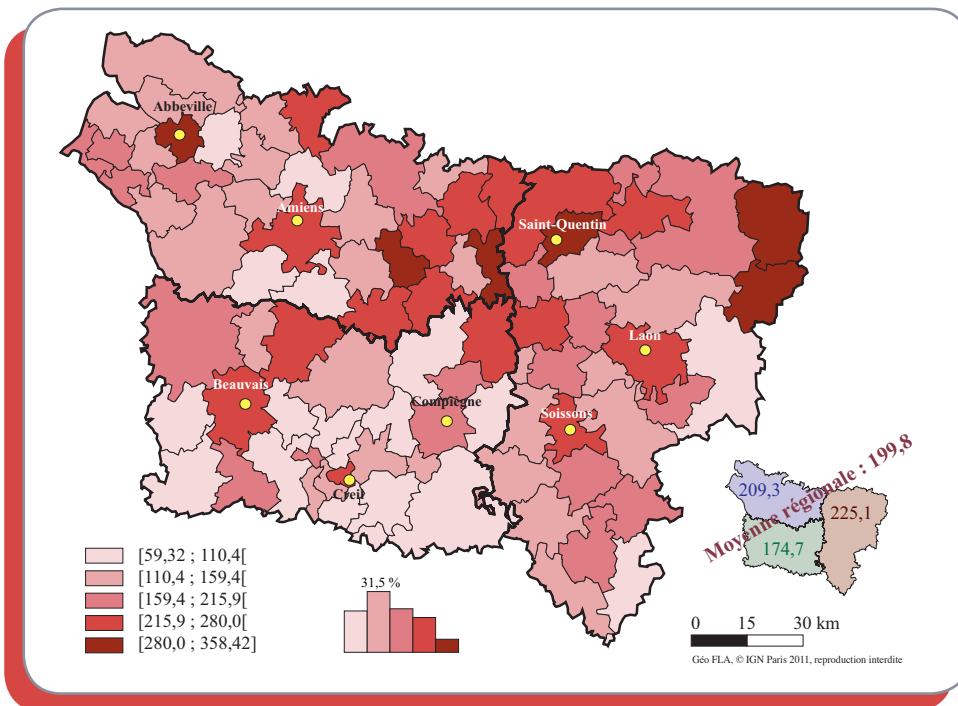 Abbeville
Amiens
Saint-Quentin
Laon
Beauvais
Compiègne
Soissons
Creil
[59,32 ; 110,4[
[110,4 ; 159,4[
[159,4 ; 215,9[
[215,9 ; 280,0[
[280,0 ; 358,42]
31,5 %
Moyenne régionale : 199,8
209,3
225,1
174,7
0 15 30 km
Géo FLA, © IGN Paris 2011, reproduction interdite